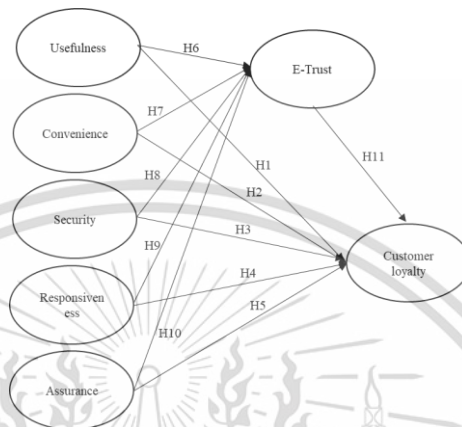 Usefulness
H6
E-Trust
H7
Convenience
H1
H11
H8
H2
Security
H3
H9
Customer
loyalty
H4
Responsiven
ess
H5
H10
Assurance